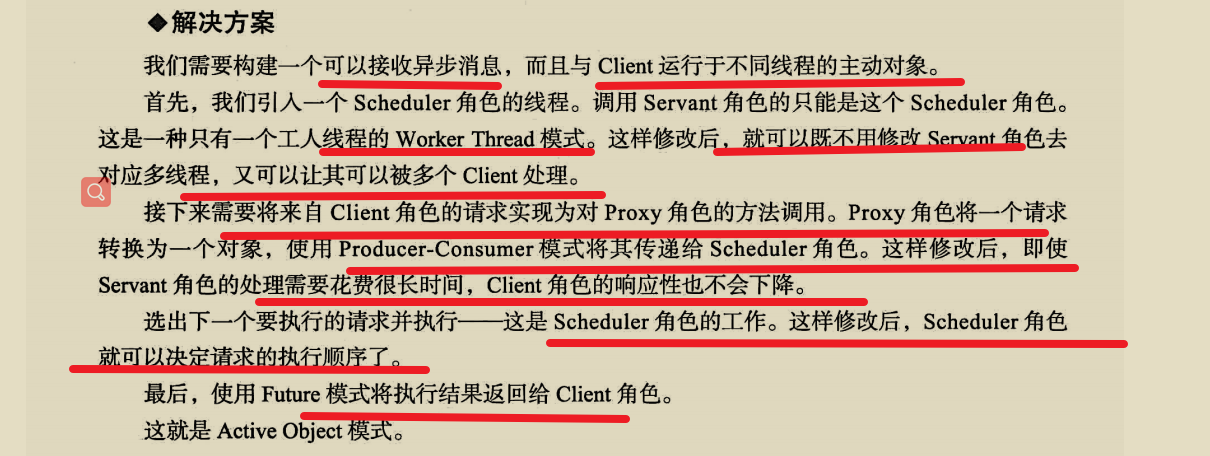 ◆解决方案
我们需要构建一个可以接收异步消息，而且与 Client 运行于不同线程的主动对象。
首先，我们引入一个 Scheduler 角色的线程。调用 Servant 角色的只能是这个 Scheduler 角色。
这是一种只有一个工人线程的 Worker Thread 模式。这样修改后，就可以既不用修改 Servant 角色去
对应多线程，又可以让其可以被多个 Client 处理。
接下来需要将来自 Client 角色的请求实现为对 Proxy 角色的方法调用。Proxy 角色将一个请求
转换为一个对象，使用 Producer-Consumer 模式将其传递给 Scheduler 角色。这样修改后，即使
Servant 角色的处理需要花费很长时间，Client 角色的响应性也不会下降。
选出下一个要执行的请求并执行——这是 Scheduler 角色的工作。这样修改后，Scheduler 角色
就可以决定请求的执行顺序了。
最后，使用 Future 模式将执行结果返回给 Client 角色。
这就是 Active Object 模式。